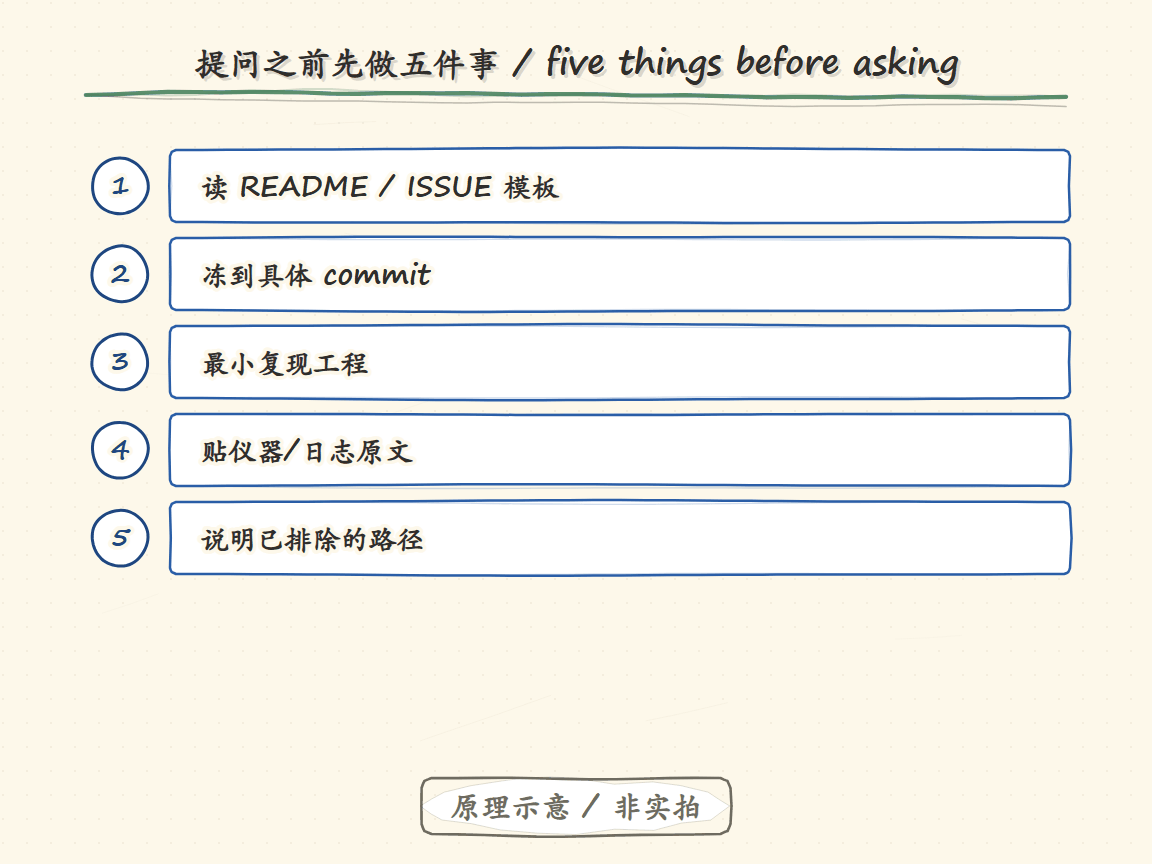 提问之前先做五件事 / five things before asking
1 读 README / ISSUE 模板
2 冻到具体 commit
3 最小复现工程
4 贴仪器/日志原文
5 说明已排除的路径
原理示意 / 非实拍